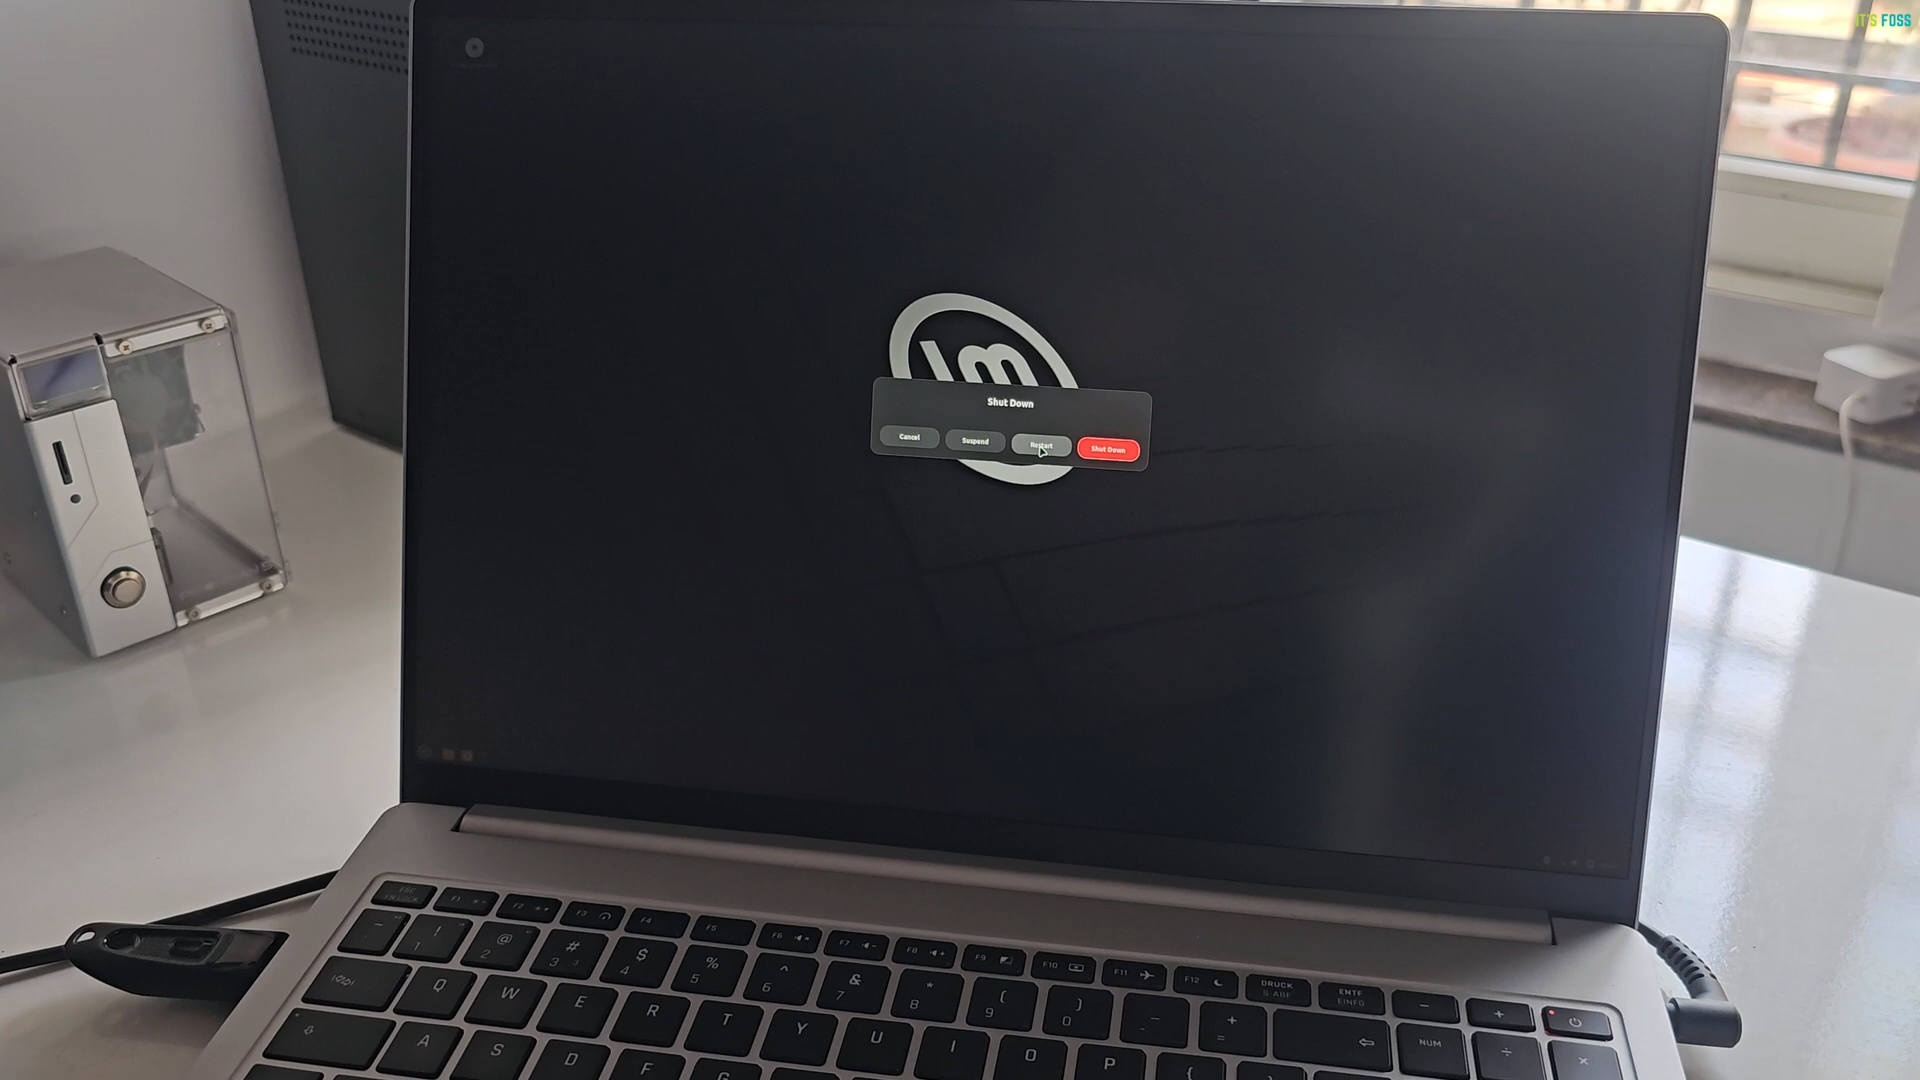 IT'S FOSS
lm
Shut Down
Cancel Suspend Restart Shut Down
ESC
F1 F2 F3 F4 F5 F6 F7 F8 F9 F10 F11 F12 DRUCK ENTF
S-ABF EINFG
~ ! @ # $ % ^ & * ( ) _ + 
1 2 3 4 5 6 7 8 9 0 - = NUM ÷ ×
Q W E R T Y U I O P {
A S D F G